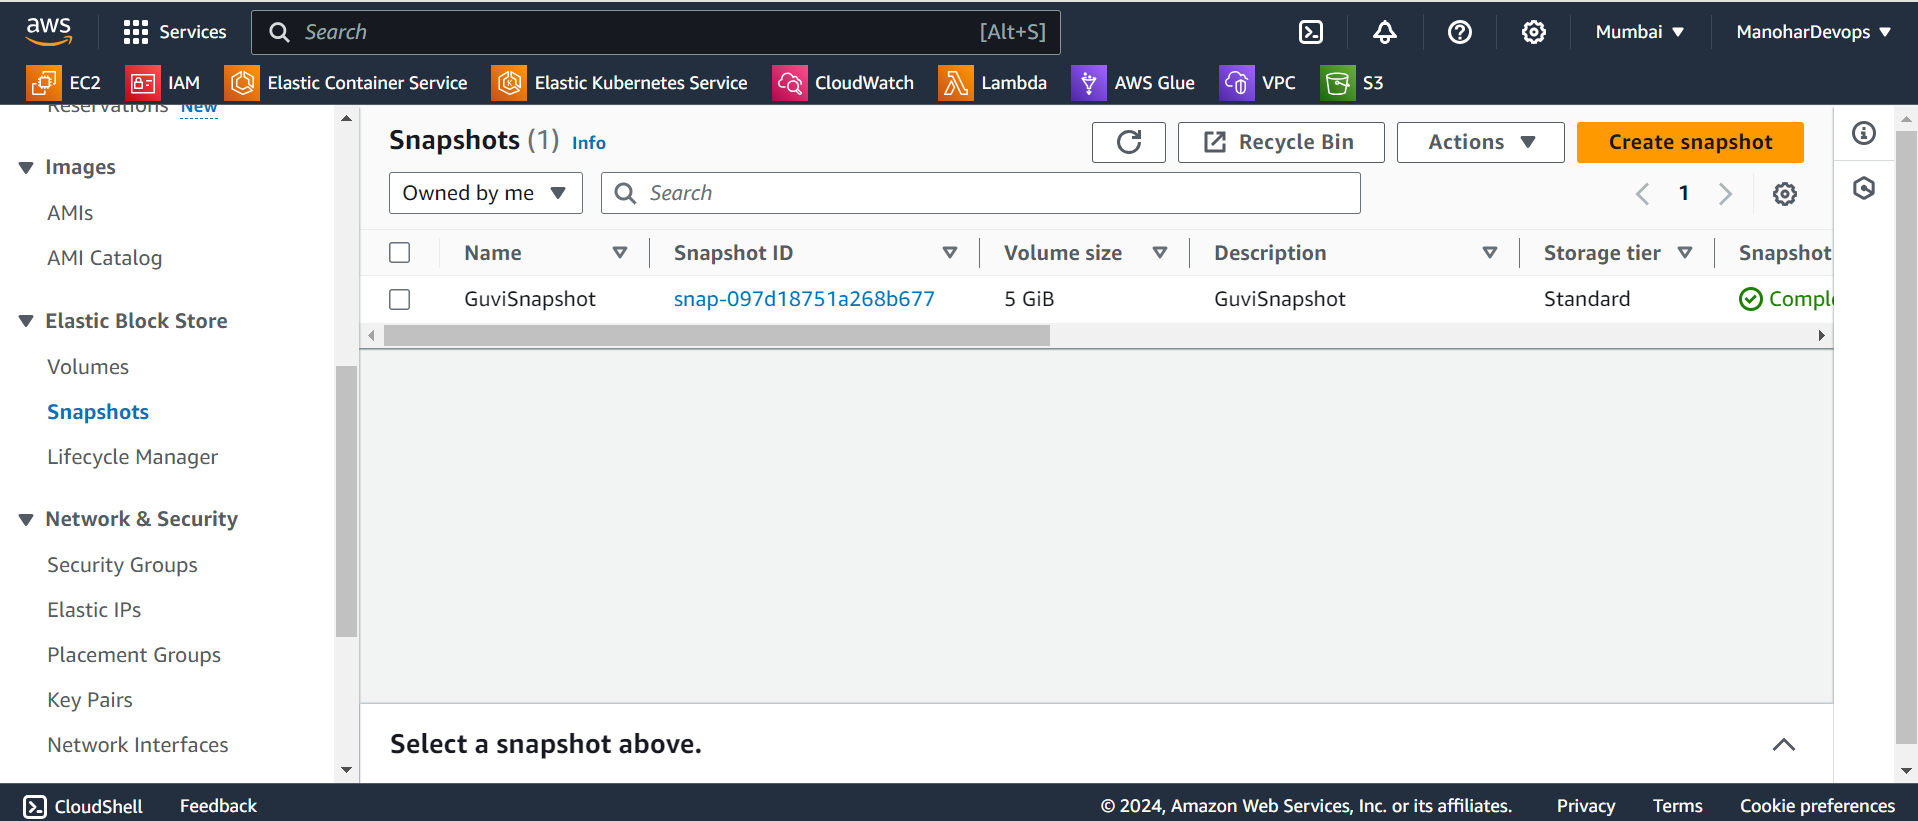 aws Services Search [Alt+S] Mumbai ManoharDevops
EC2 IAM Elastic Container Service Elastic Kubernetes Service CloudWatch Lambda AWS Glue VPC S3
Reservations New
Images
AMIs
AMI Catalog
Elastic Block Store
Volumes
Snapshots
Lifecycle Manager
Network & Security
Security Groups
Elastic IPs
Placement Groups
Key Pairs
Network Interfaces
Snapshots (1) Info Recycle Bin Actions Create snapshot
Owned by me Search 1
Name Snapshot ID Volume size Description Storage tier Snapshot
GuviSnapshot snap-097d18751a268b677 5 GiB GuviSnapshot Standard Comple
Select a snapshot above.
CloudShell Feedback © 2024, Amazon Web Services, Inc. or its affiliates. Privacy Terms Cookie preferences